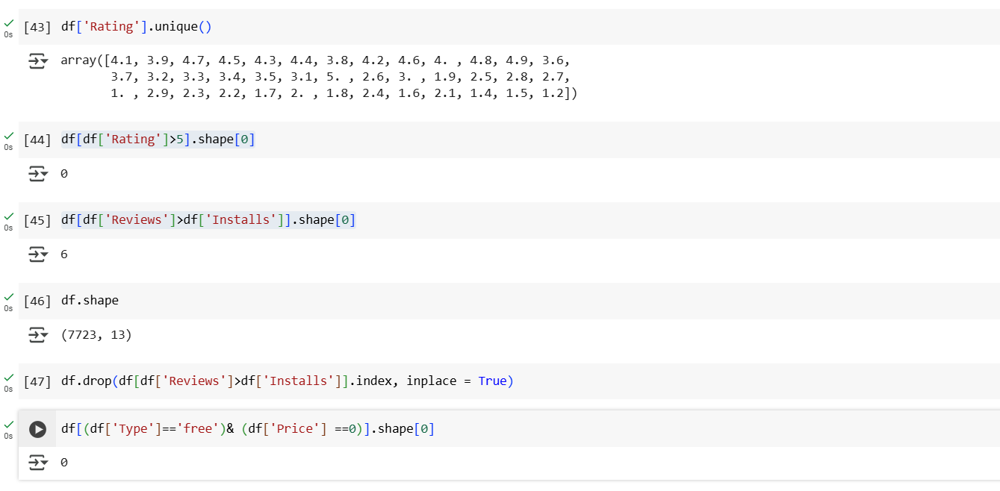 [43] df['Rating'].unique()
0s
array([4.1, 3.9, 4.7, 4.5, 4.3, 4.4, 3.8, 4.2, 4.6, 4. , 4.8, 4.9, 3.6,
3.7, 3.2, 3.3, 3.4, 3.5, 3.1, 5. , 2.6, 3. , 1.9, 2.5, 2.8, 2.7,
1. , 2.9, 2.3, 2.2, 1.7, 2. , 1.8, 2.4, 1.6, 2.1, 1.4, 1.5, 1.2])
[44] df[df['Rating']>5].shape[0]
0s
0
[45] df[df['Reviews']>df['Installs']].shape[0]
0s
6
[46] df.shape
0s
(7723, 13)
[47] df.drop(df[df['Reviews']>df['Installs']].index, inplace = True)
0s
df[(df['Type']=='free')& (df['Price'] ==0)].shape[0]
0s
0